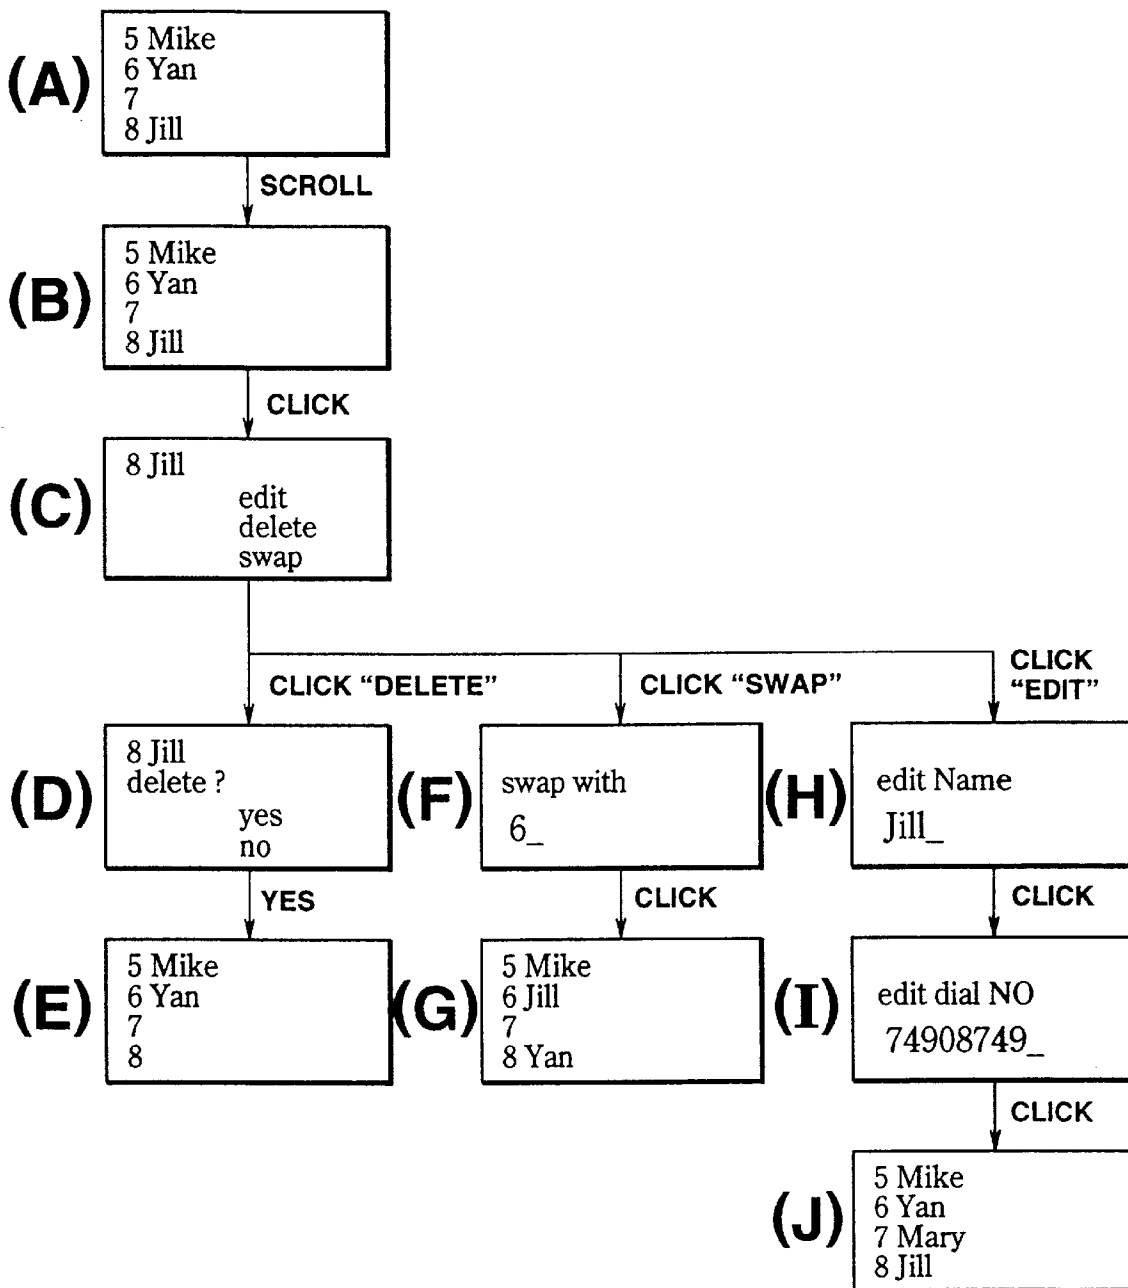 (A)
5 Mike
6 Yan
7
8 Jill
SCROLL
(B)
5 Mike
6 Yan
7
8 Jill
CLICK
(C)
8 Jill
edit
delete
swap
CLICK “DELETE”
CLICK “SWAP”
CLICK
“EDIT”
(D)
8 Jill
delete ?
yes
no
YES
(E)
5 Mike
6 Yan
7
8
(F)
swap with
6_
CLICK
(G)
5 Mike
6 Jill
7
8 Yan
(H)
edit Name
Jill_
CLICK
(I)
edit dial NO
74908749_
CLICK
(J)
5 Mike
6 Yan
7 Mary
8 Jill